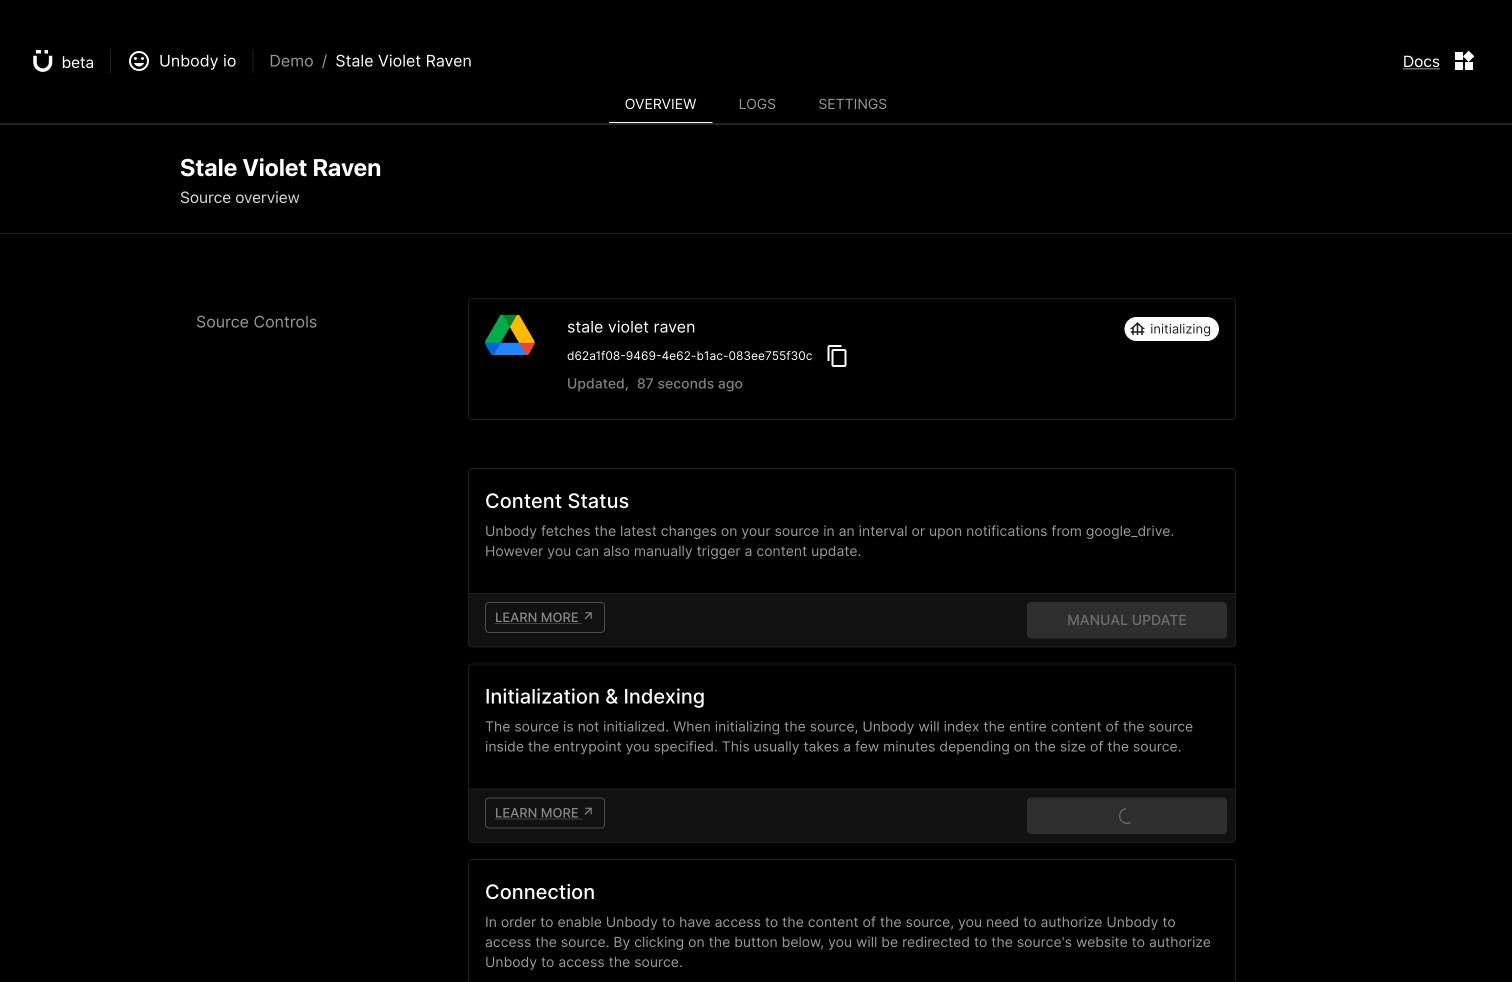 Ü beta Unbody io Demo / Stale Violet Raven Docs
OVERVIEW LOGS SETTINGS
Stale Violet Raven
Source overview
Source Controls
stale violet raven
initializing
d62a1f08-9469-4e62-b1ac-083ee755f30c
Updated, 87 seconds ago
Content Status
Unbody fetches the latest changes on your source in an interval or upon notifications from google_drive.
However you can also manually trigger a content update.
LEARN MORE ↗ MANUAL UPDATE
Initialization & Indexing
The source is not initialized. When initializing the source, Unbody will index the entire content of the source
inside the entrypoint you specified. This usually takes a few minutes depending on the size of the source.
LEARN MORE ↗
Connection
In order to enable Unbody to have access to the content of the source, you need to authorize Unbody to
access the source. By clicking on the button below, you will be redirected to the source's website to authorize
Unbody to access the source.